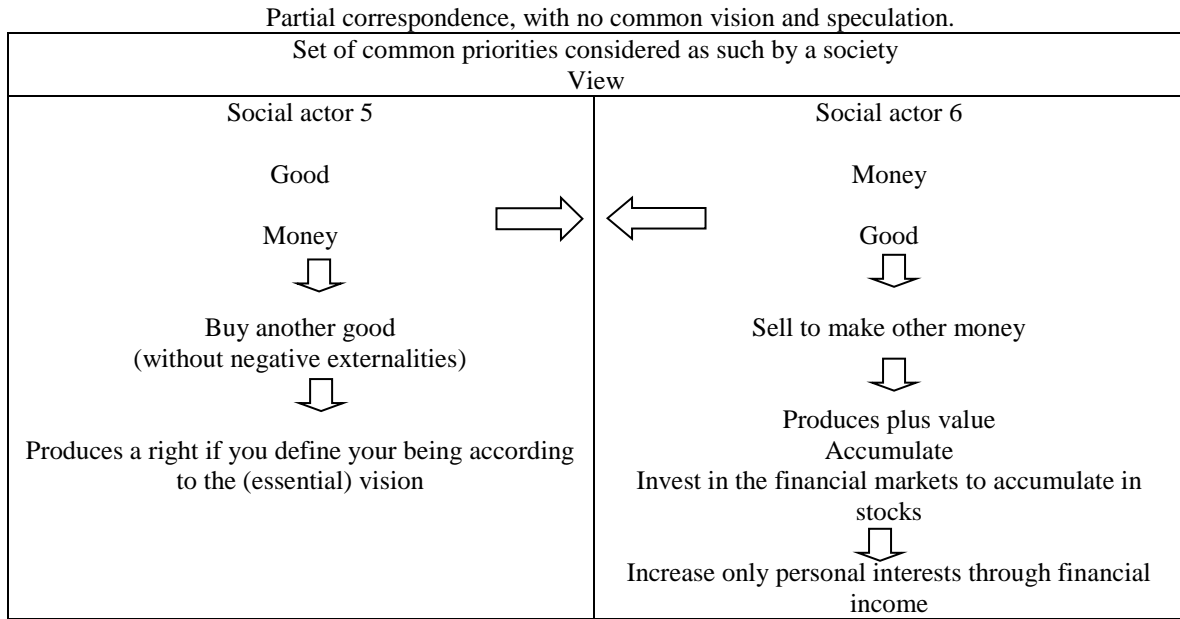 Partial correspondence, with no common vision and speculation.
Set of common priorities considered as such by a society
View
Social actor 5
Good
Money
Buy another good
(without negative externalities)
Produces a right if you define your being according
to the (essential) vision
Social actor 6
Money
Good
Sell to make other money
Produces plus value
Accumulate
Invest in the financial markets to accumulate in
stocks
Increase only personal interests through financial
income